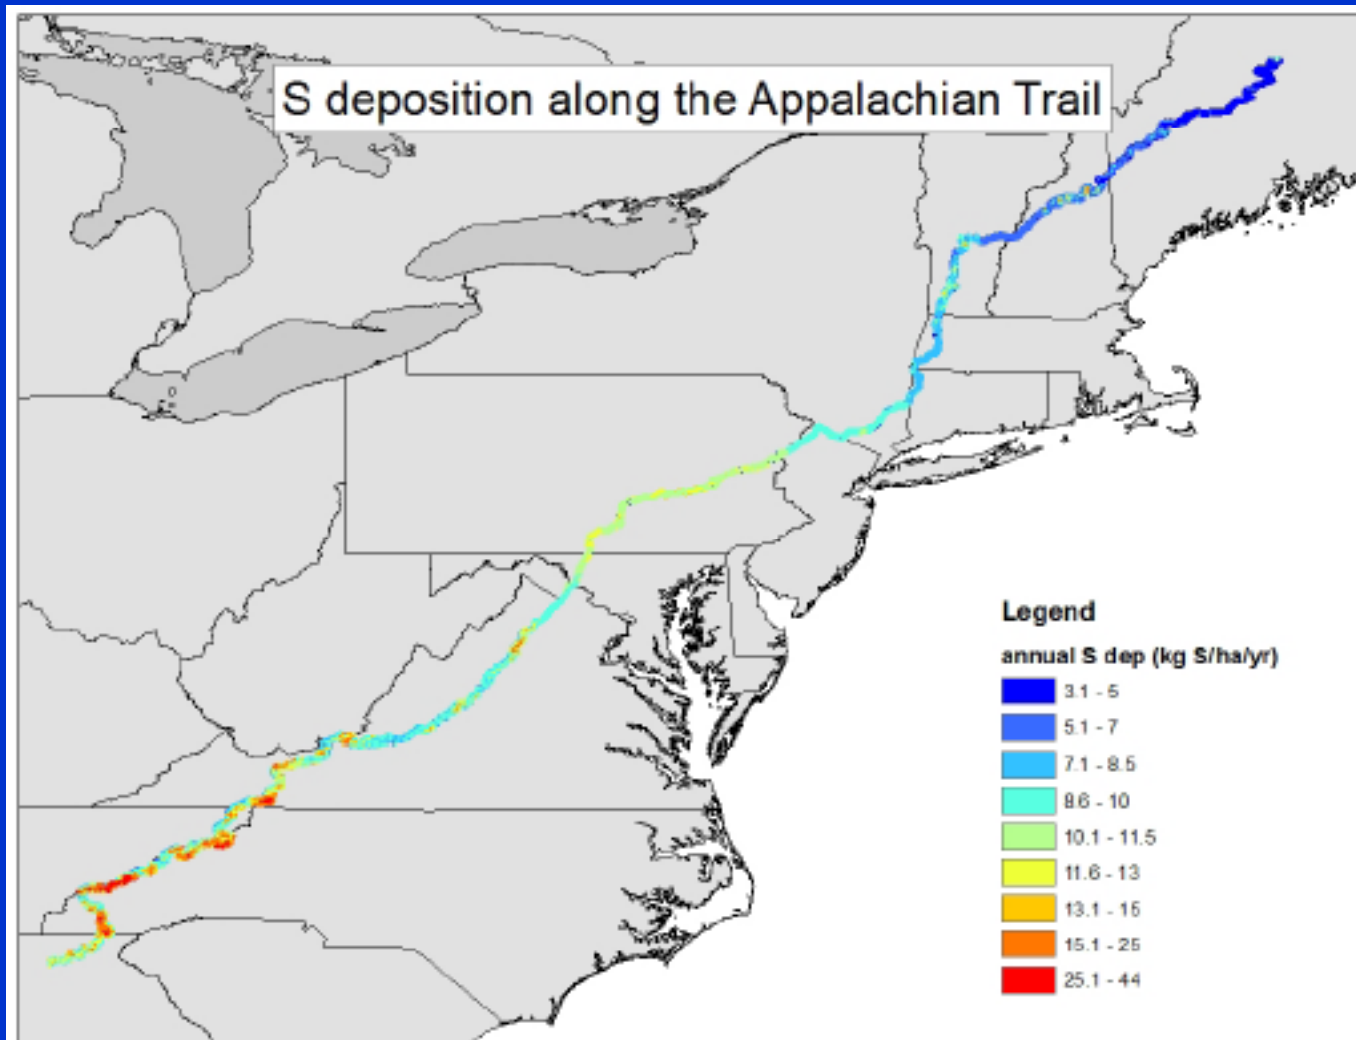 S deposition along the Appalachian Trail
Legend
annual S dep (kg S/ha/yr)
3.1 - 5
5.1 - 7
7.1 - 8.5
8.6 - 10
10.1 - 11.5
11.6 - 13
13.1 - 15
15.1 - 25
25.1 - 44